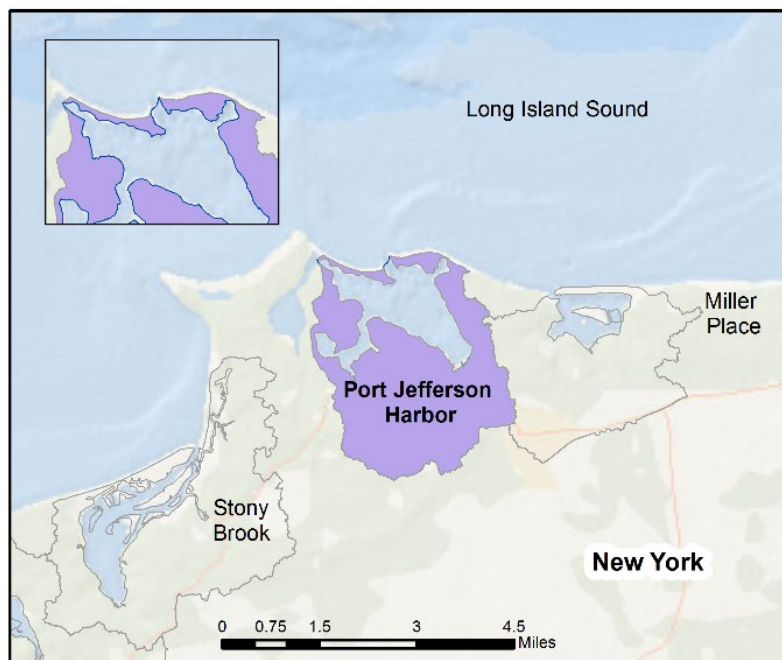 Long Island Sound
Miller
Place
Port Jefferson
Harbor
Stony
Brook
New York
0 0.75 1.5 3 4.5
Miles